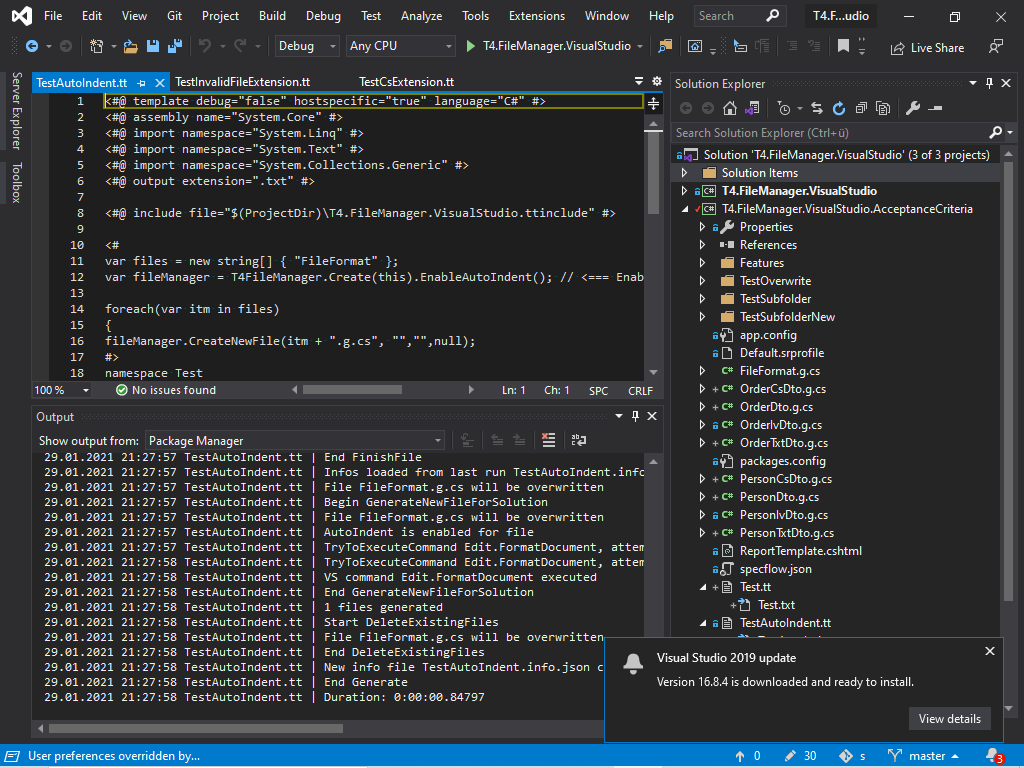 File Edit View Git Project Build Debug Test Analyze Tools Extensions Window Help Search T4.F...udio
Debug Any CPU T4.FileManager.VisualStudio Live Share
Server Explorer
Toolbox
TestAutoIndent.tt TestInvalidFileExtension.tt TestCsExtension.tt
1 <#@ template debug="false" hostspecific="true" language="C#" #>
2 <#@ assembly name="System.Core" #>
3 <#@ import namespace="System.Linq" #>
4 <#@ import namespace="System.Text" #>
5 <#@ import namespace="System.Collections.Generic" #>
6 <#@ output extension=".txt" #>
7
8 <#@ include file="$(ProjectDir)\T4.FileManager.VisualStudio.ttinclude" #>
9
10 <#
11 var files = new string[] { "FileFormat" };
12 var fileManager = T4FileManager.Create(this).EnableAutoIndent(); // <=== Enab
13
14 foreach(var itm in files)
15 {
16 fileManager.CreateNewFile(itm + ".g.cs", "","",null);
17 #>
18 namespace Test
100 % No issues found Ln: 1 Ch: 1 SPC CRLF
Output
Show output from: Package Manager
29.01.2021 21:27:57 TestAutoIndent.tt | End FinishFile
29.01.2021 21:27:57 TestAutoIndent.tt | Infos loaded from last run TestAutoIndent.info
29.01.2021 21:27:57 TestAutoIndent.tt | File FileFormat.g.cs will be overwritten
29.01.2021 21:27:57 TestAutoIndent.tt | Begin GenerateNewFileForSolution
29.01.2021 21:27:57 TestAutoIndent.tt | File FileFormat.g.cs will be overwritten
29.01.2021 21:27:57 TestAutoIndent.tt | AutoIndent is enabled for file
29.01.2021 21:27:57 TestAutoIndent.tt | TryToExecuteCommand Edit.FormatDocument, attem
29.01.2021 21:27:58 TestAutoIndent.tt | TryToExecuteCommand Edit.FormatDocument, attem
29.01.2021 21:27:58 TestAutoIndent.tt | VS command Edit.FormatDocument executed
29.01.2021 21:27:58 TestAutoIndent.tt | End GenerateNewFileForSolution
29.01.2021 21:27:58 TestAutoIndent.tt | 1 files generated
29.01.2021 21:27:58 TestAutoIndent.tt | Start DeleteExistingFiles
29.01.2021 21:27:58 TestAutoIndent.tt | File FileFormat.g.cs will be overwritten
29.01.2021 21:27:58 TestAutoIndent.tt | End DeleteExistingFiles
29.01.2021 21:27:58 TestAutoIndent.tt | New info file TestAutoIndent.info.json c
29.01.2021 21:27:58 TestAutoIndent.tt | End Generate
29.01.2021 21:27:58 TestAutoIndent.tt | Duration: 0:00:00.84797
Solution Explorer
Search Solution Explorer (Ctrl+ü)
Solution 'T4.FileManager.VisualStudio' (3 of 3 projects)
Solution Items
C# T4.FileManager.VisualStudio
C# T4.FileManager.VisualStudio.AcceptanceCriteria
Properties
References
Features
TestOverwrite
TestSubfolder
TestSubfolderNew
app.config
Default.srprofile
C# FileFormat.g.cs
C# OrderCsDto.g.cs
C# OrderDto.g.cs
C# OrderIvDto.g.cs
C# OrderTxtDto.g.cs
packages.config
C# PersonCsDto.g.cs
C# PersonDto.g.cs
C# PersonIvDto.g.cs
C# PersonTxtDto.g.cs
ReportTemplate.cshtml
specflow.json
Test.tt
Test.txt
TestAutoIndent.tt
Visual Studio 2019 update
Version 16.8.4 is downloaded and ready to install.
View details
User preferences overridden by... 0 30 s master 3